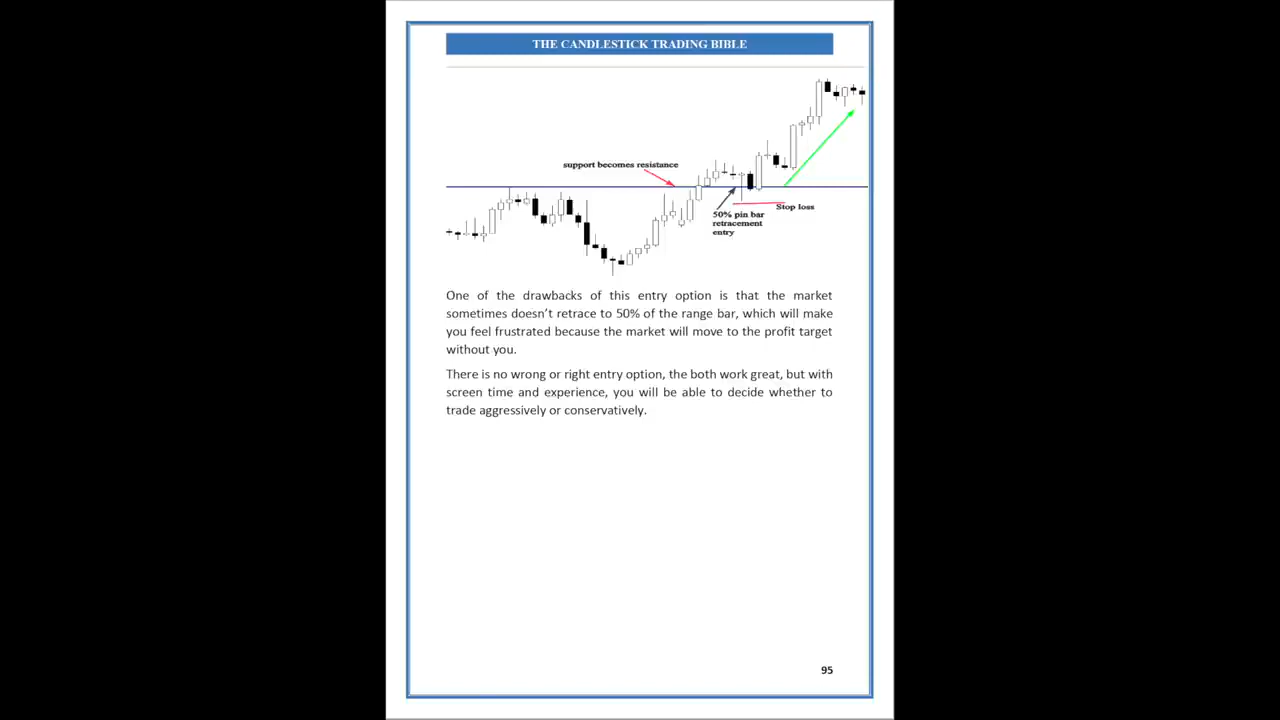 THE CANDLESTICK TRADING BIBLE
support becomes resistance
Stop loss
50% pin bar
retracement
entry
One of the drawbacks of this entry option is that the market
sometimes doesn’t retrace to 50% of the range bar, which will make
you feel frustrated because the market will move to the profit target
without you.
There is no wrong or right entry option, the both work great, but with
screen time and experience, you will be able to decide whether to
trade aggressively or conservatively.
95